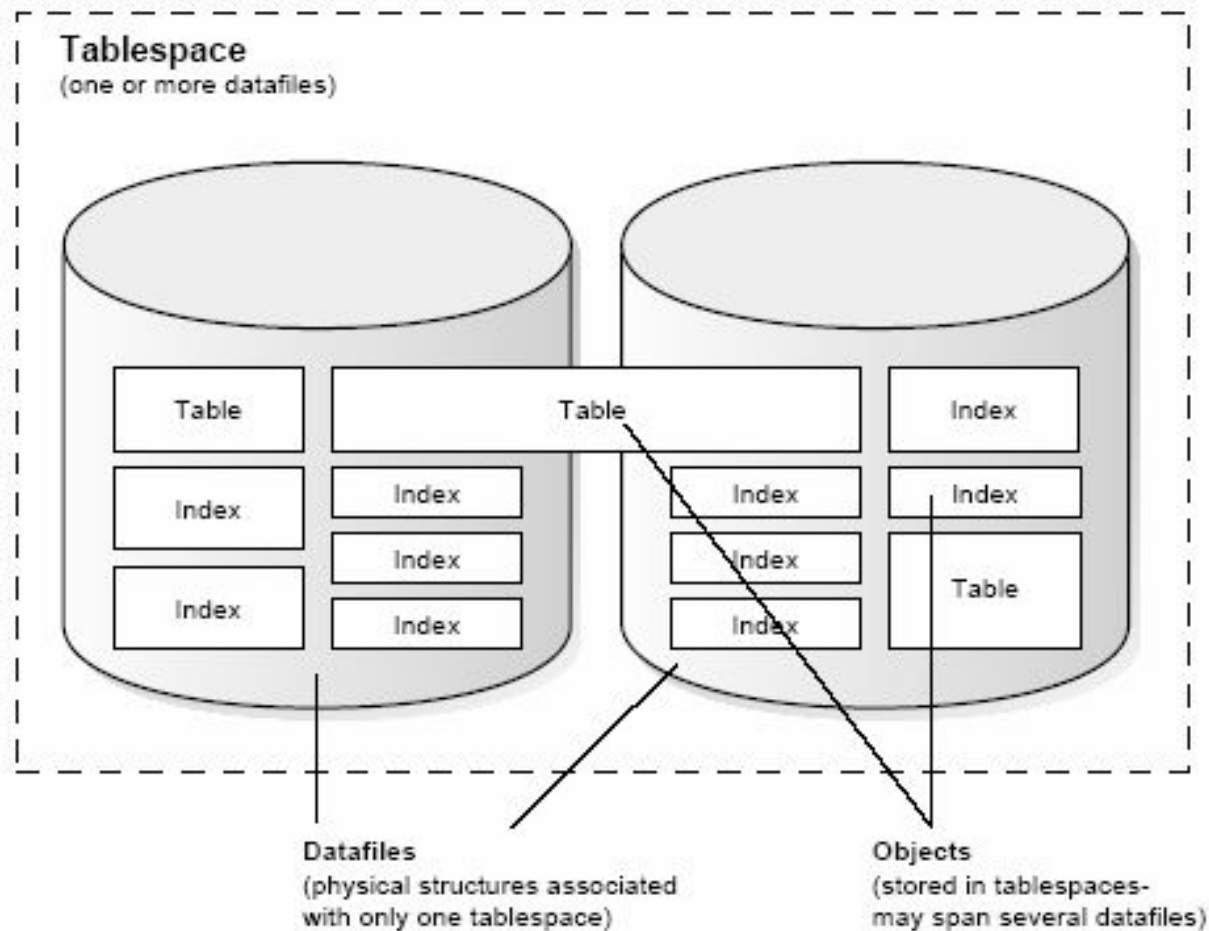 Tablespace
(one or more datafiles)
Table
Table
Index
Index
Index
Index
Index
Index
Index
Index
Table
Index
Index
Index
Datafiles
(physical structures associated
with only one tablespace)
Objects
(stored in tablespaces-
may span several datafiles)